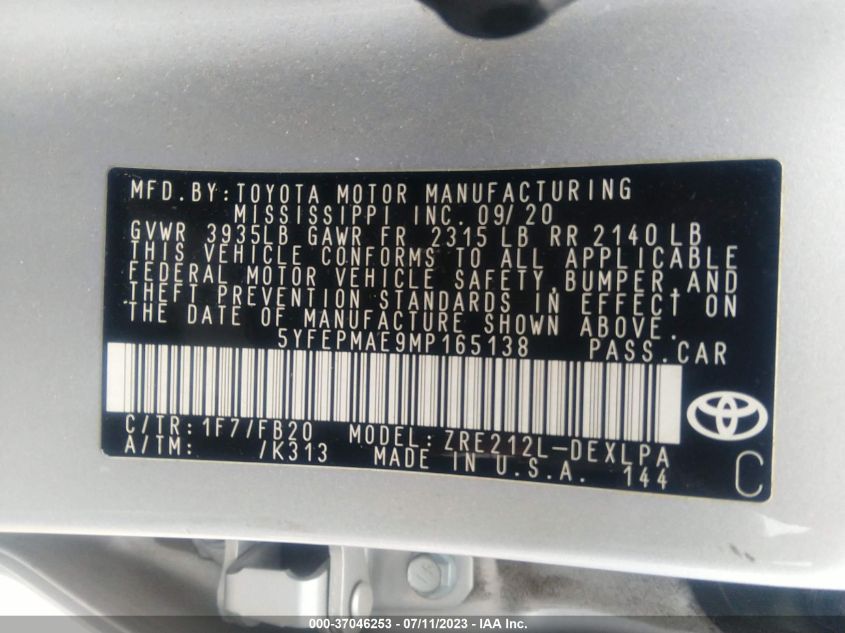 MFD.BY:TOYOTA MOTOR MANUFACTURING
MISSISSIPPI INC. 09/20
GVWR 3935LB GAWR FR 2315 LB RR 2140 LB
THIS VEHICLE CONFORMS TO ALL APPLICABLE
FEDERAL MOTOR VEHICLE SAFETY,BUMPER,AND
THEFT PREVENTION STANDARDS IN EFFECT ON
THE DATE OF MANUFACTURE SHOWN ABOVE.
5YFEPMAE9MP165138 PASS.CAR
C/TR:1F7/FB20 MODEL:ZRE212L-DEXLPA
A/TM: /K313 MADE IN U.S.A. 144
C
000-37046253 - 07/11/2023 - IAA Inc.